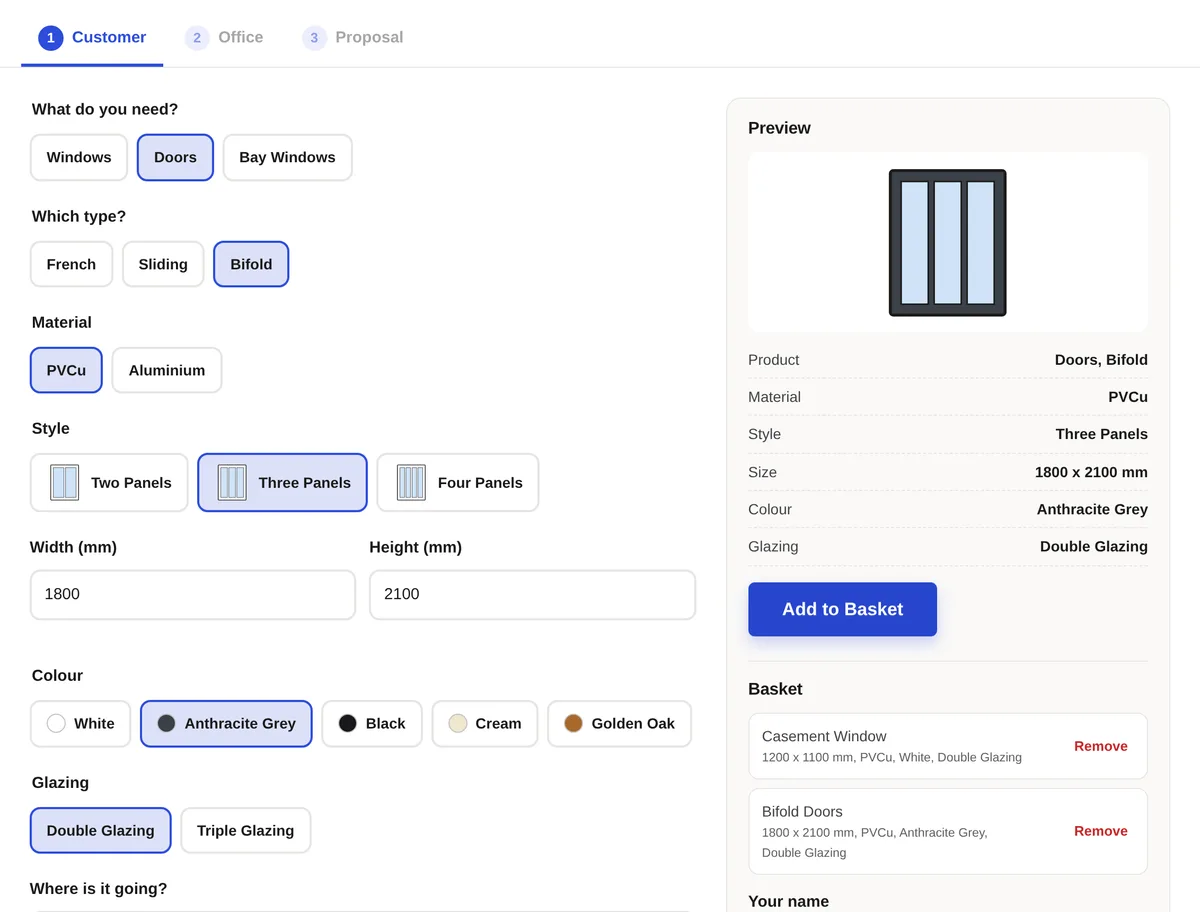 1 Customer 2 Office 3 Proposal
What do you need?
Windows Doors Bay Windows
Which type?
French Sliding Bifold
Material
PVCu Aluminium
Style
Two Panels Three Panels Four Panels
Width (mm) Height (mm)
1800 2100
Colour
White Anthracite Grey Black Cream Golden Oak
Glazing
Double Glazing Triple Glazing
Where is it going?
Preview
Product Doors, Bifold
Material PVCu
Style Three Panels
Size 1800 x 2100 mm
Colour Anthracite Grey
Glazing Double Glazing
Add to Basket
Basket
Casement Window
1200 x 1100 mm, PVCu, White, Double Glazing
Remove
Bifold Doors
1800 x 2100 mm, PVCu, Anthracite Grey,
Double Glazing
Remove
Your name